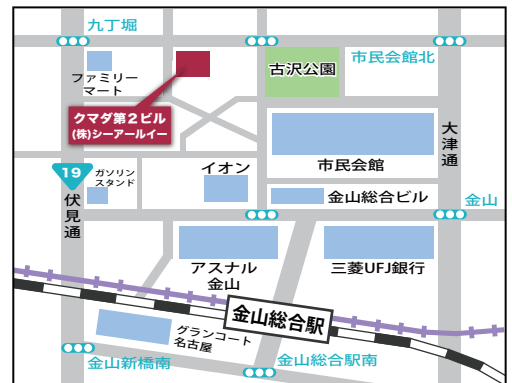 九丁堀
ファミリー
マート
古沢公園
市民会館北
クマダ第2ビル
(株)シーアールイー
大津通
市民会館
19
ガソリン
スタンド
イオン
伏見通
金山総合ビル
金山
アスナル
金山
三菱UFJ銀行
金山総合駅
グランコート
名古屋
金山新橋南
金山総合駅南